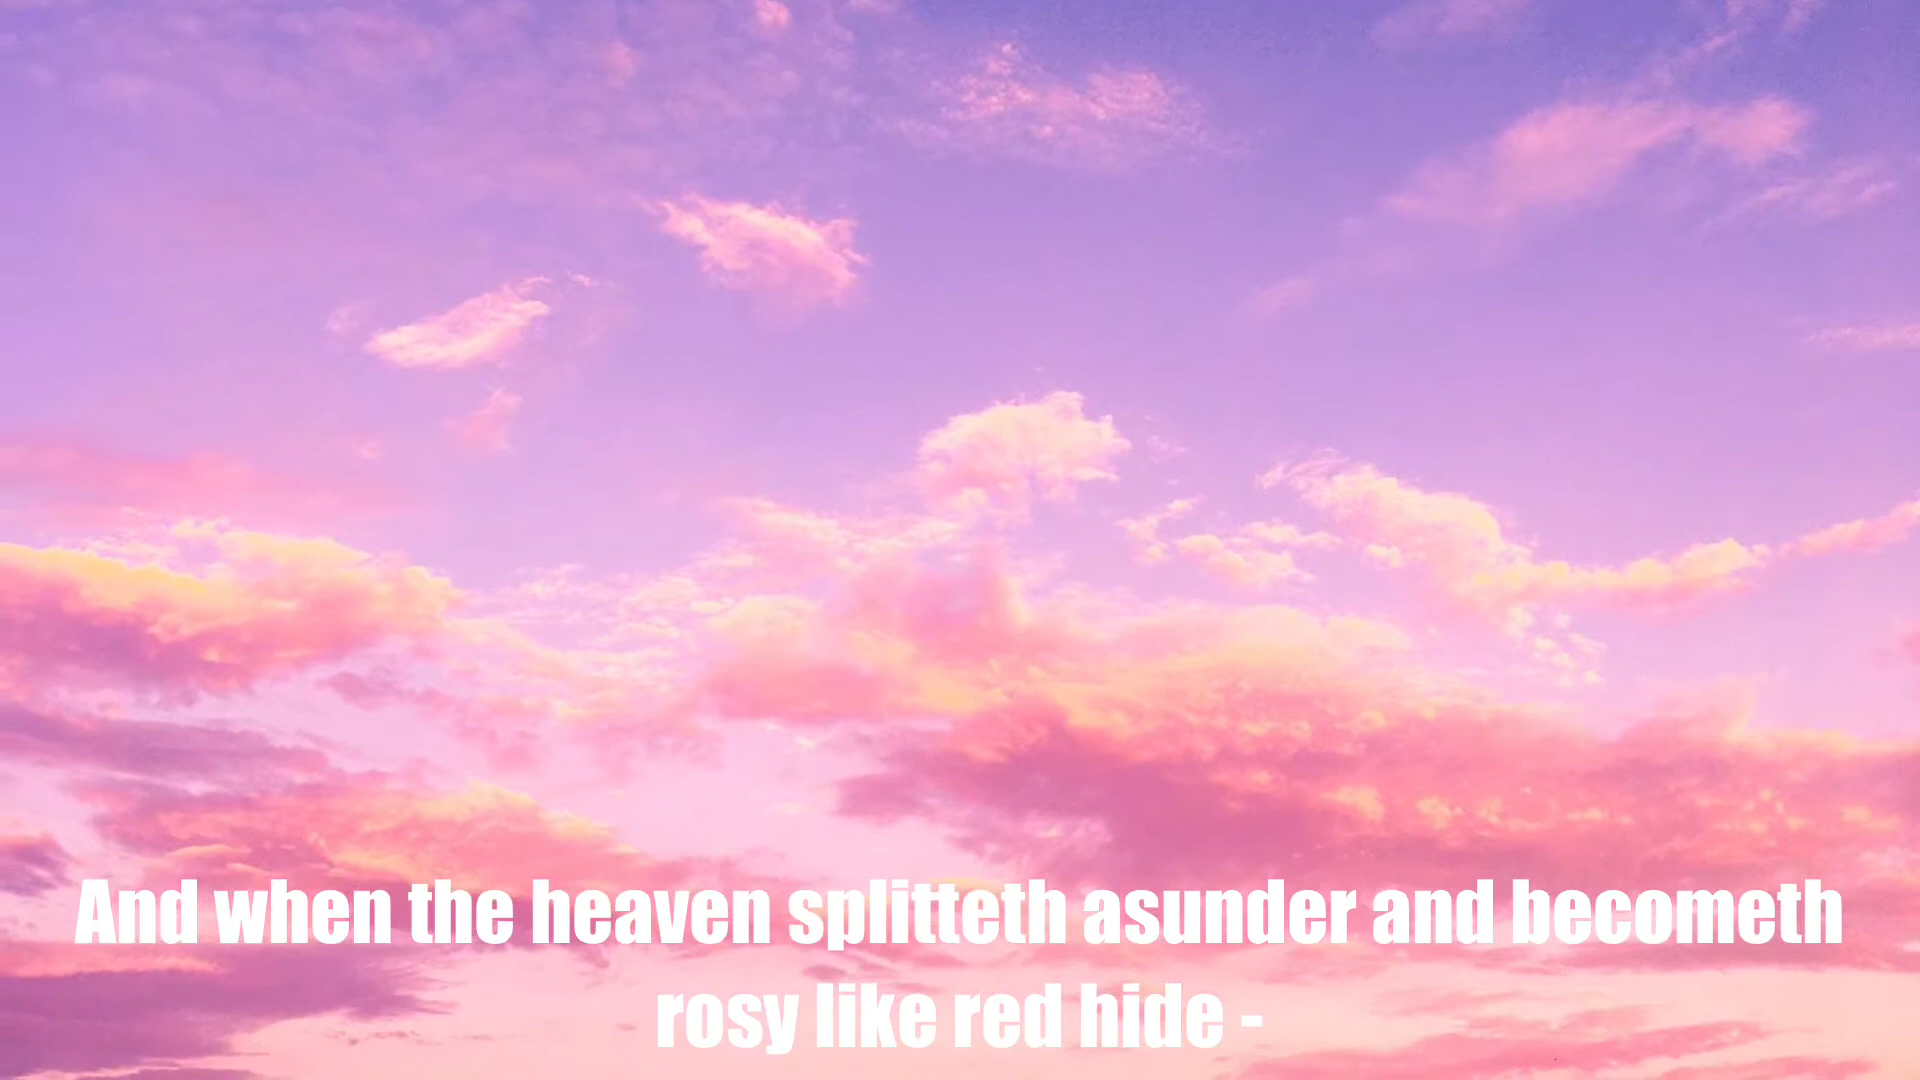 And when the heaven splitteth asunder and becometh
rosy like red hide -